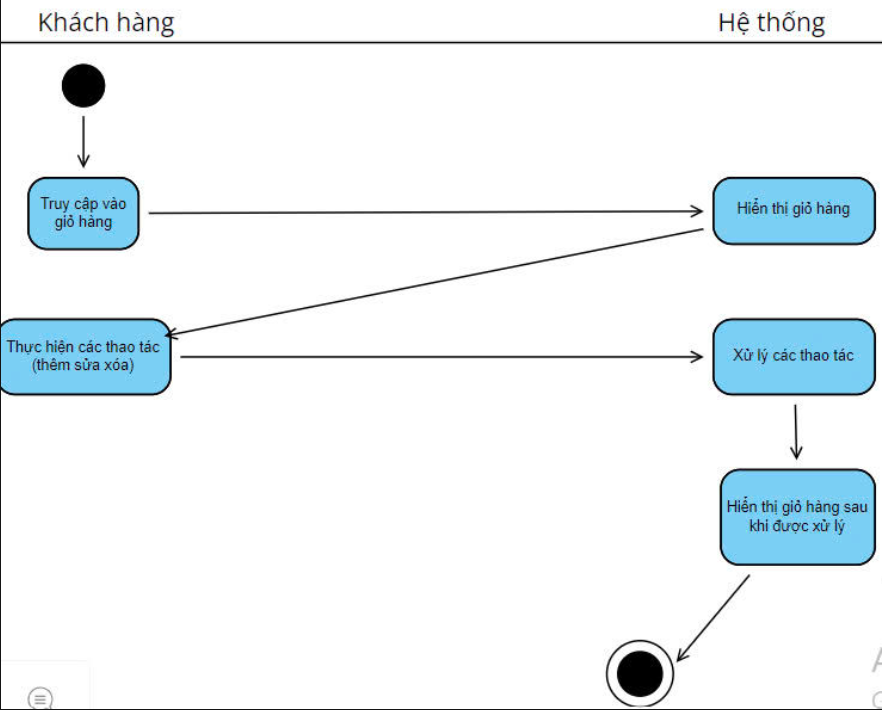 Khách hàng
Hệ thống
Truy cập vào
giỏ hàng
Hiển thị giỏ hàng
Thực hiện các thao tác
(thêm sửa xóa)
Xử lý các thao tác
Hiển thị giỏ hàng sau
khi được xử lý